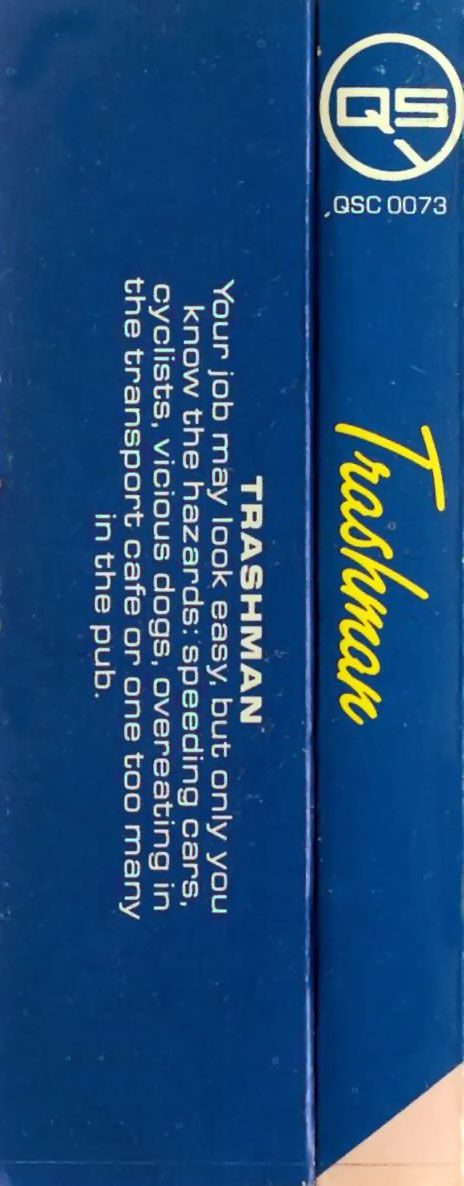 QS
QSC 0073
Trashman
TRASHMAN
Your job may look easy, but only you
know the hazards: speeding cars,
cyclists, vicious dogs, overeating in
the transport cafe or one too many
in the pub.